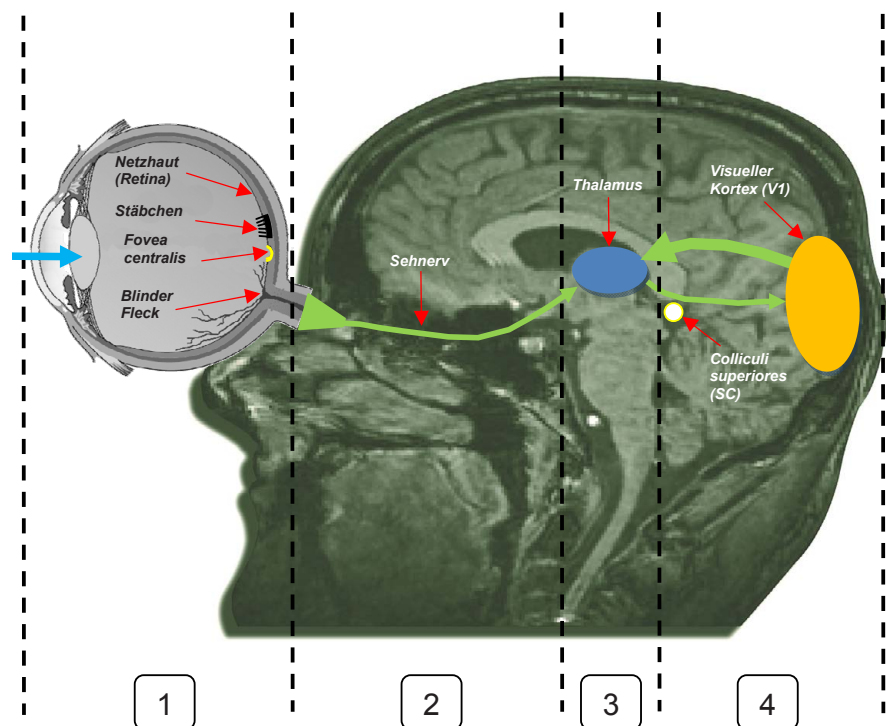 Netzhaut
(Retina)
Stäbchen
Fovea
centralis
Blinder
Fleck
Sehnerv
Thalamus
Visueller
Kortex (V1)
Colliculi
superiores
(SC)
1
2
3
4